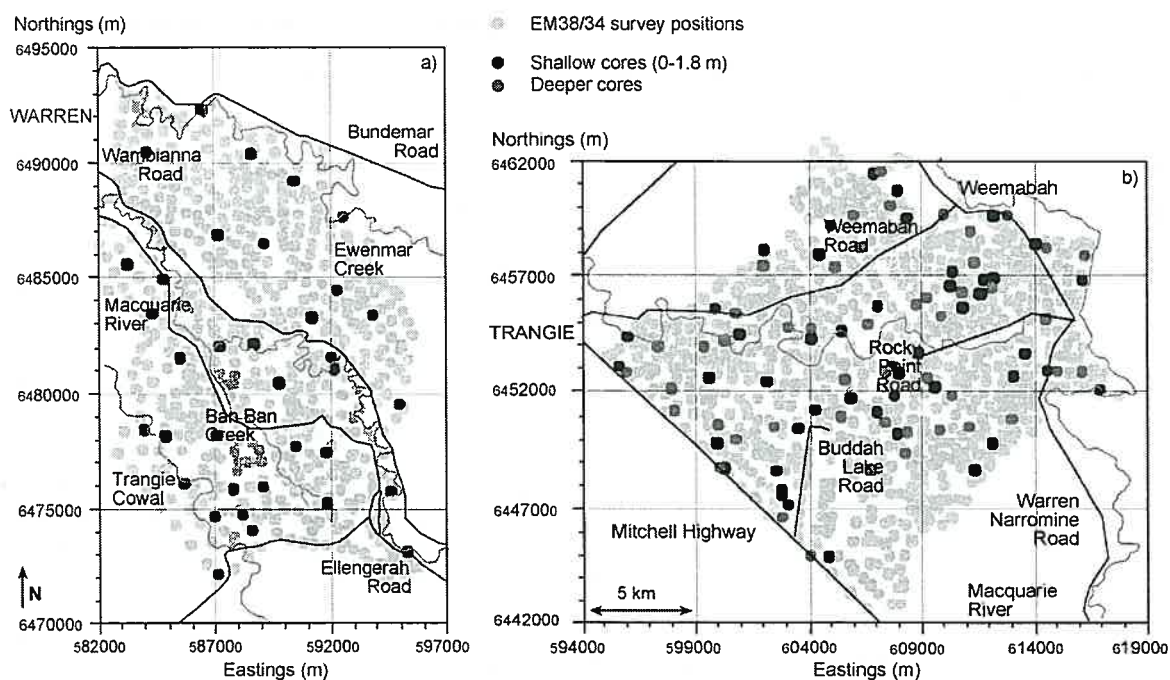 Northings (m)
6495000
a)
WARREN
Bundemar
Road
6490000
Wambianna
Road
Ewenmar
Creek
6485000
Macquarie
River
6480000
Ban-Ban
Creek
Trangie
Cowal
6475000
Ellengerah
Road
N
6470000
582000
587000
592000
597000
Eastings (m)
EM38/34 survey positions
Shallow cores (0-1.8 m)
Deeper cores
Northings (m)
6462000
Weemabah
b)
Weemabah
Road
6457000
TRANGIE
Rock
Point
Road
6452000
Buddah
Lake
Road
6447000
Mitchell Highway
Warren
Narromine
Road
5 km
Macquarie
River
6442000
594000
599000
604000
609000
614000
619000
Eastings (m)